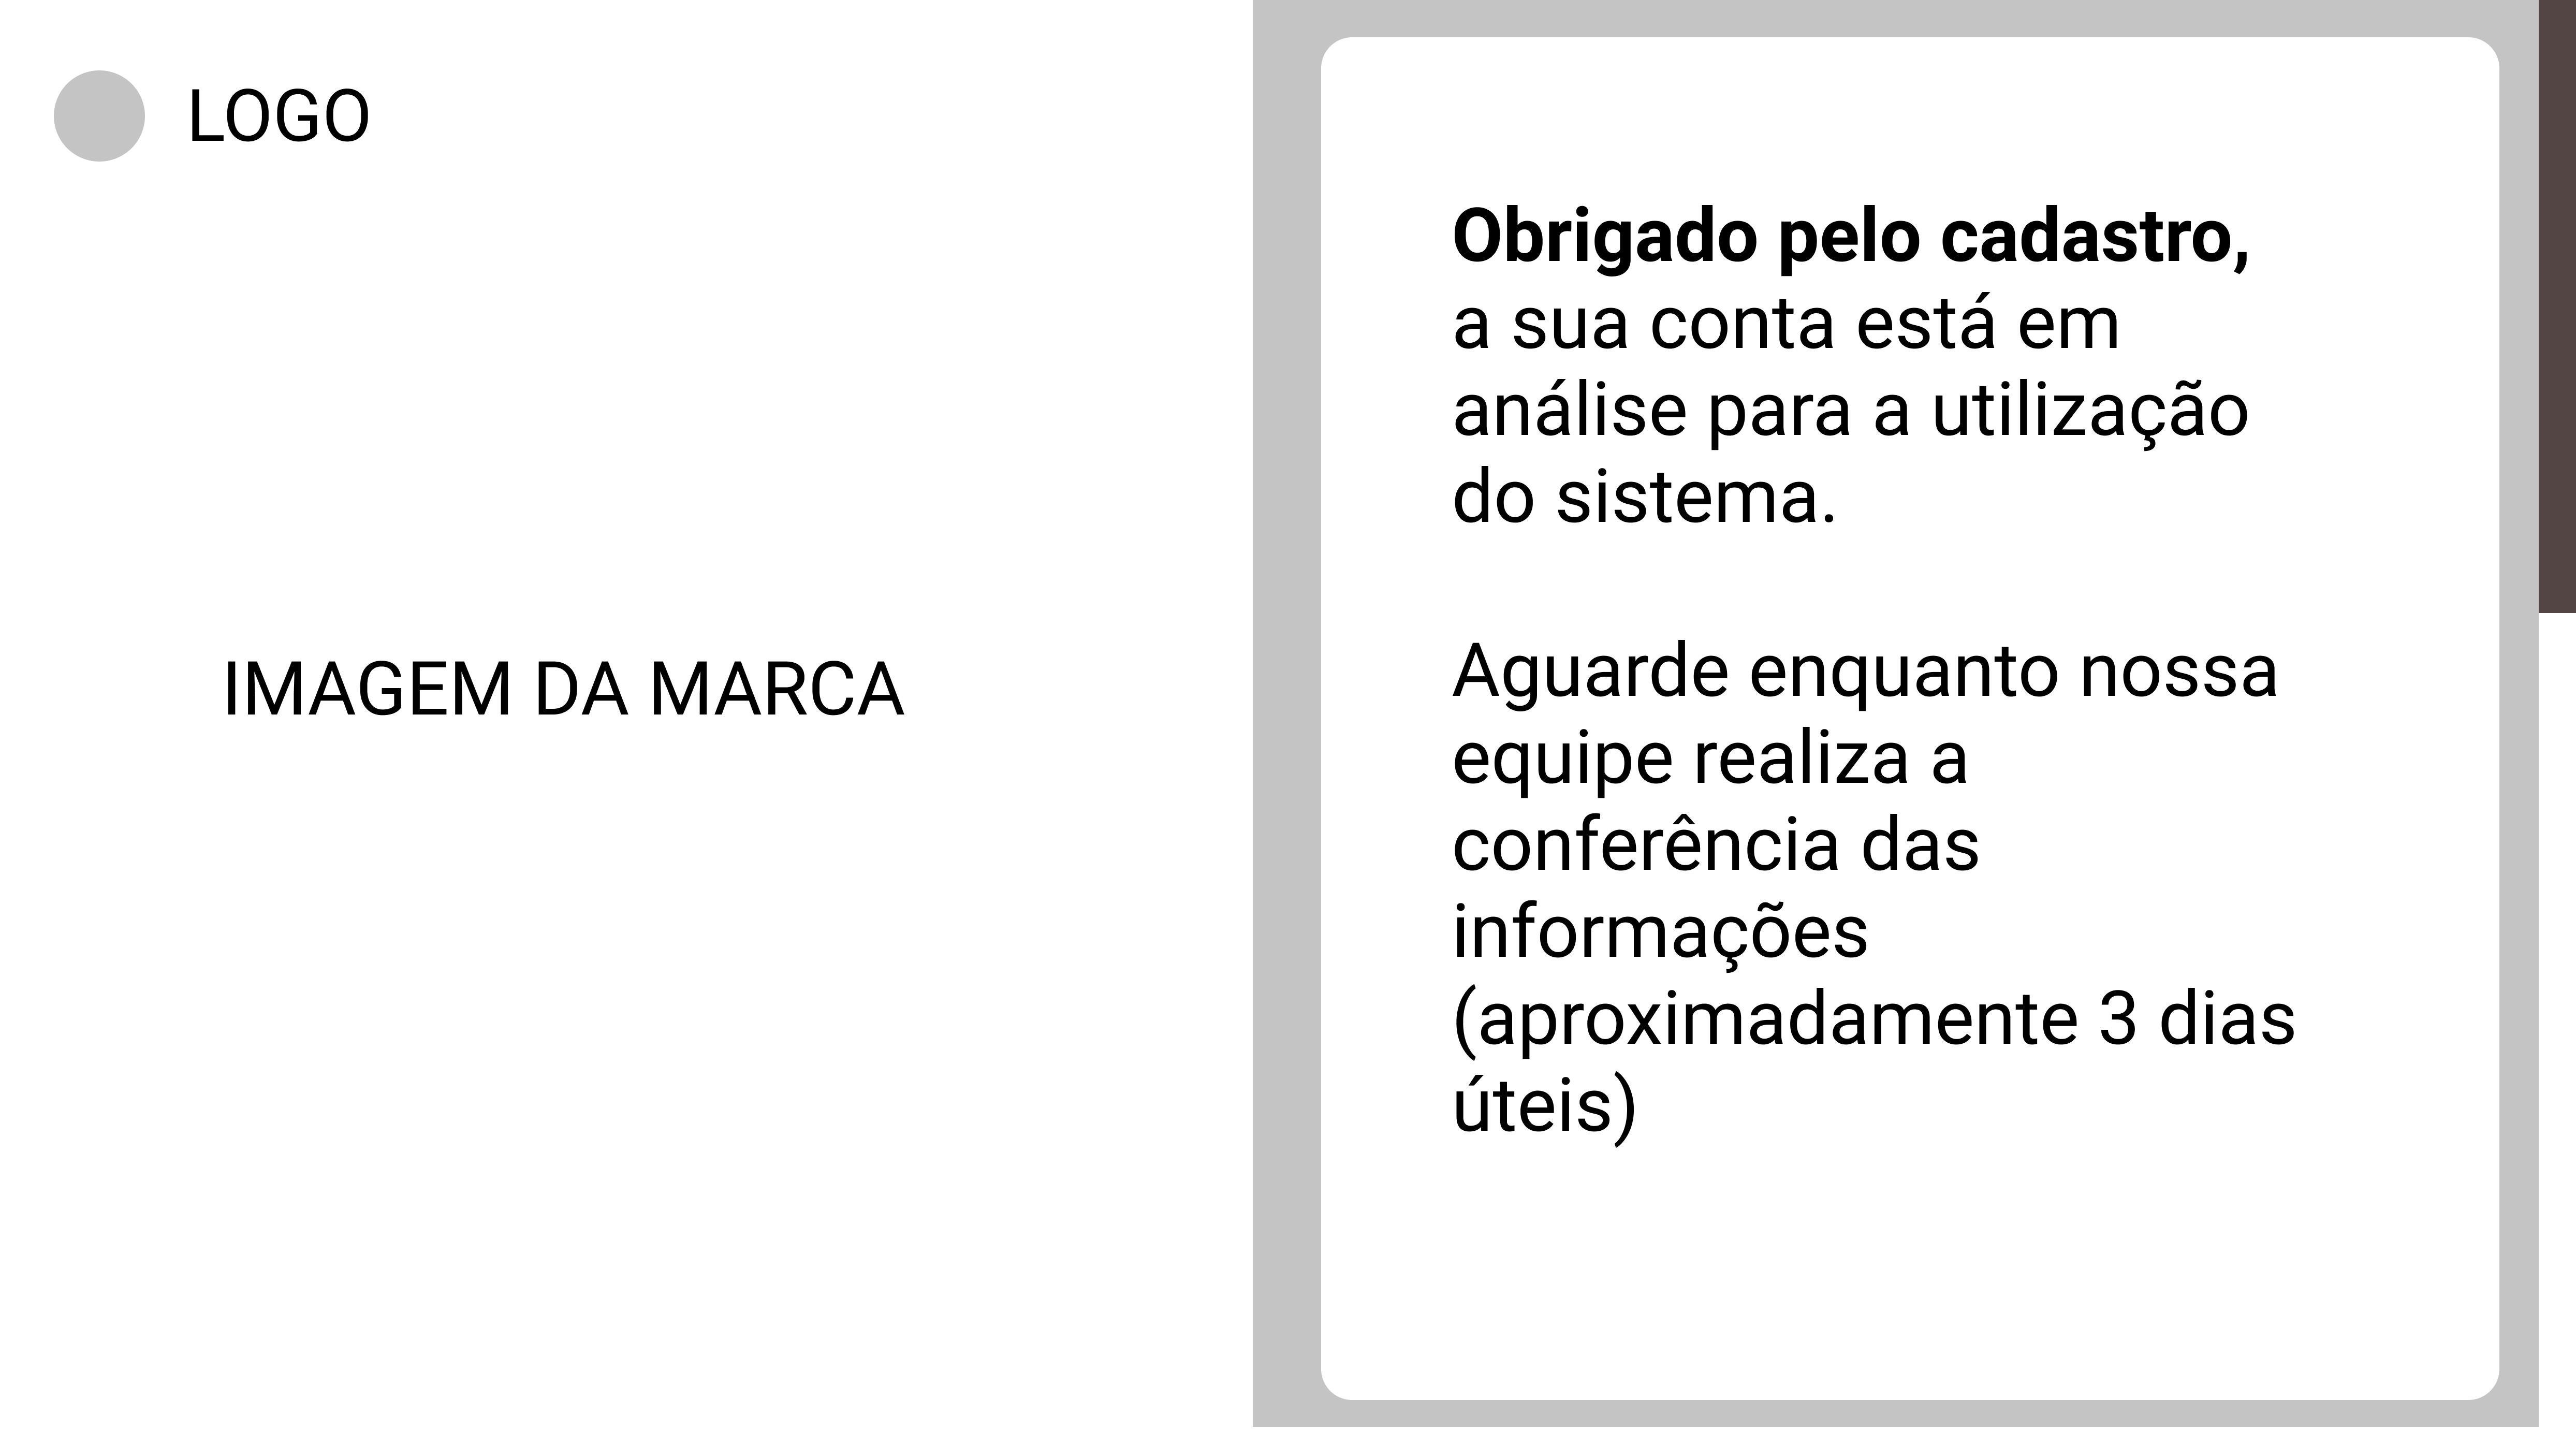 LOGO
IMAGEM DA MARCA
Obrigado pelo cadastro,
a sua conta está em
análise para a utilização
do sistema.
Aguarde enquanto nossa
equipe realiza a
conferência das
informações
(aproximadamente 3 dias
úteis)